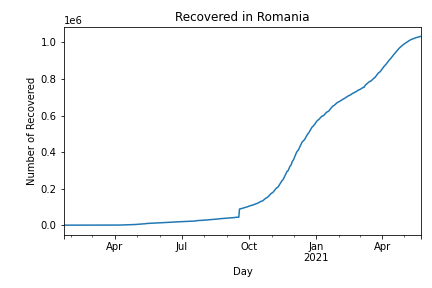 Recovered in Romania
1e6
1.0
0.8
0.6
0.4
0.2
0.0
Number of Recovered
Apr Jul Oct Jan Apr
2021
Day